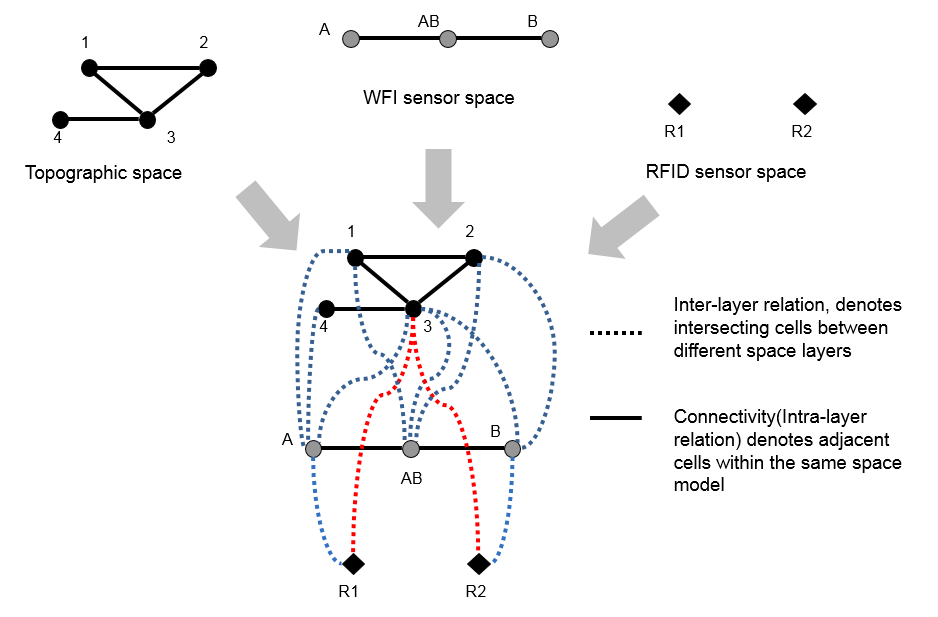 1
2
4
3
Topographic space
A
AB
B
WFI sensor space
R1
R2
RFID sensor space
1
2
4
3
A
B
AB
R1
R2
Inter-layer relation, denotes
intersecting cells between
different space layers
Connectivity(Intra-layer
relation) denotes adjacent
cells within the same space
model